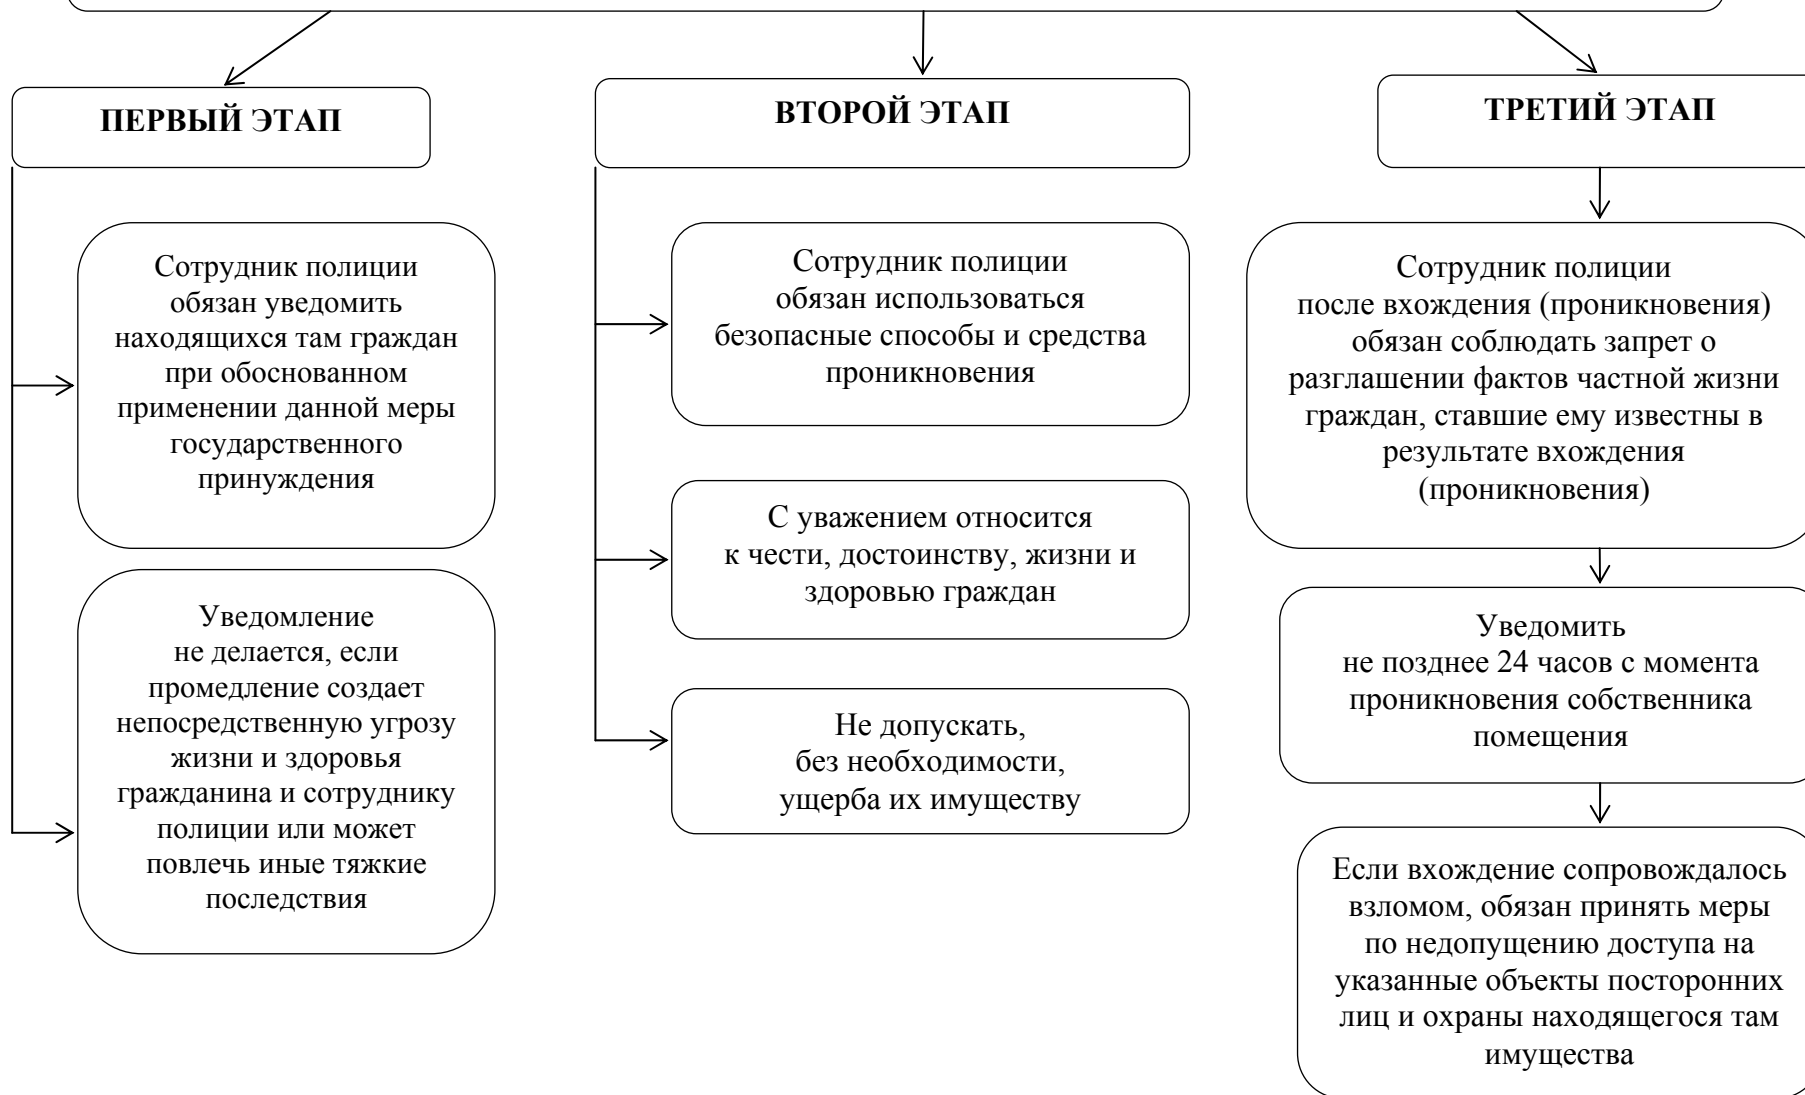 ПЕРВЫЙ ЭТАП
Сотрудник полиции
обязан уведомить
находящихся там граждан
при обоснованном
применении данной меры
государственного
принуждения
Уведомление
не делается, если
промедление создает
непосредственную угрозу
жизни и здоровья
гражданина и сотруднику
полиции или может
повлечь иные тяжкие
последствия
ВТОРОЙ ЭТАП
Сотрудник полиции
обязан использоваться
безопасные способы и средства
проникновения
С уважением относится
к чести, достоинству, жизни и
здоровью граждан
Не допускать,
без необходимости,
ущерба их имуществу
ТРЕТИЙ ЭТАП
Сотрудник полиции
после вхождения (проникновения)
обязан соблюдать запрет о
разглашении фактов частной жизни
граждан, ставшие ему известны в
результате вхождения
(проникновения)
Уведомить
не позднее 24 часов с момента
проникновения собственника
помещения
Если вхождение сопровождалось
взломом, обязан принять меры
по недопущению доступа на
указанные объекты посторонних
лиц и охраны находящегося там
имущества